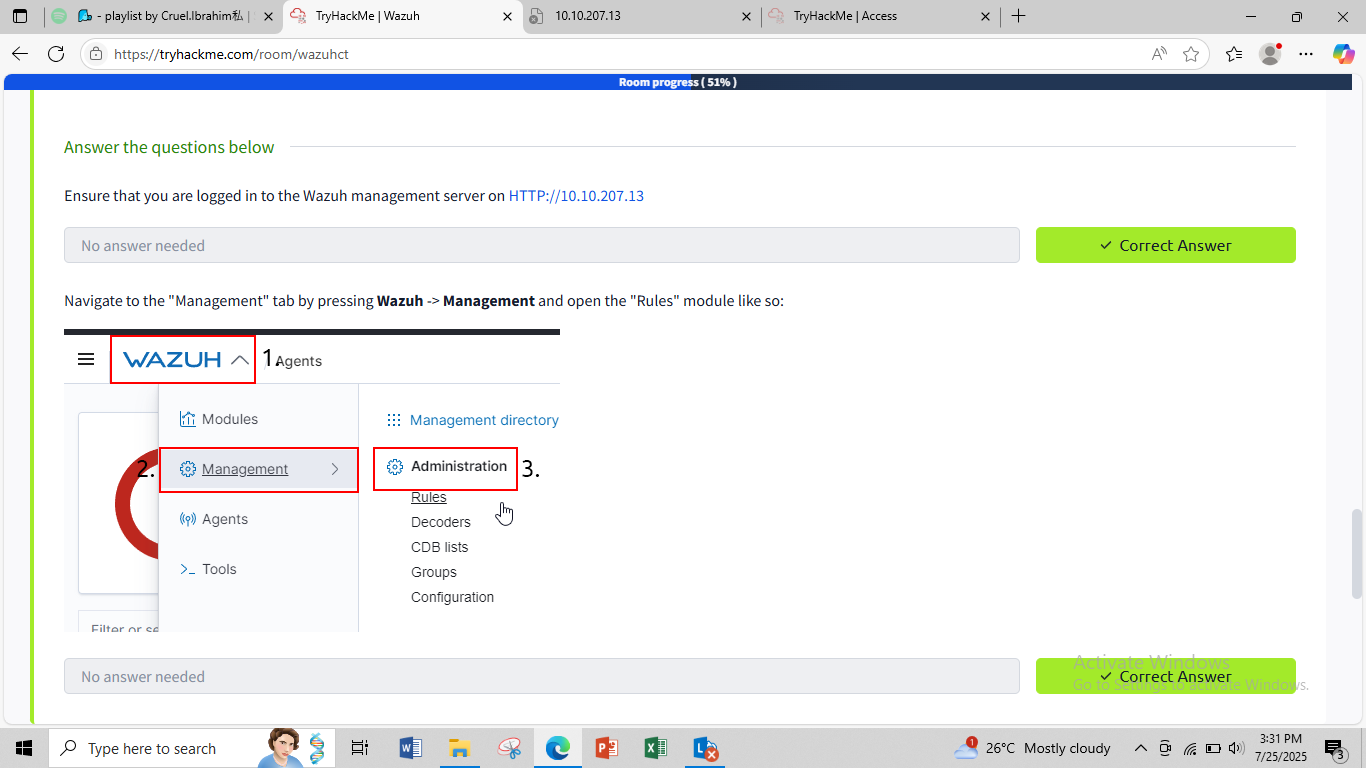 - playlist by Cruel.Ibrahim私 |
TryHackMe | Wazuh
10.10.207.13
TryHackMe | Access
https://tryhackme.com/room/wazuhct
Room progress ( 51% )
Answer the questions below
Ensure that you are logged in to the Wazuh management server on HTTP://10.10.207.13
No answer needed
Correct Answer
Navigate to the "Management" tab by pressing Wazuh -> Management and open the "Rules" module like so:
WAZUH 1. Agents
Modules
Management directory
2. Management
Administration 3.
Rules
Agents
Decoders
CDB lists
Tools
Groups
Configuration
Filter or se
No answer needed
Correct Answer
Activate Windows
Go to Settings to activate Windows.
Type here to search
1
26°C Mostly cloudy
3:31 PM
7/25/2025
3